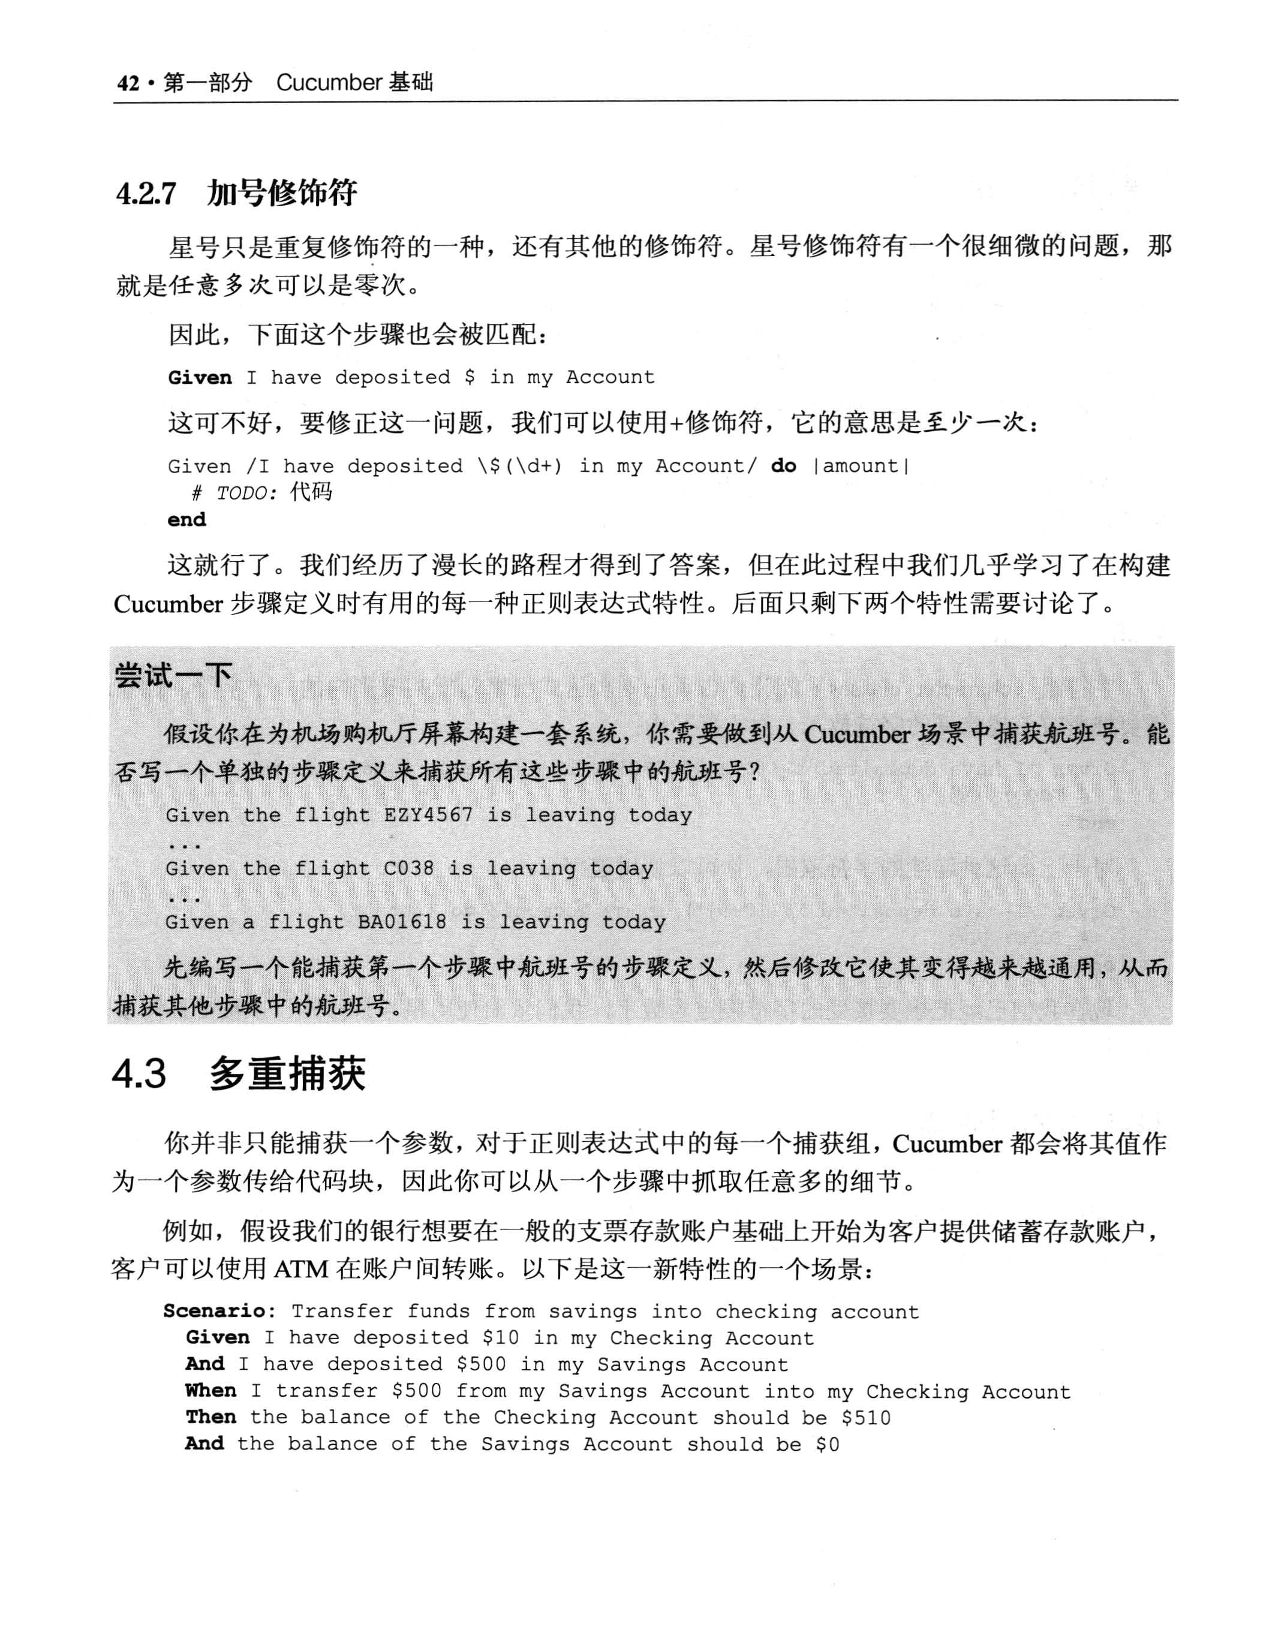 42 • 第一部分 Cucumber 基础
4.2.7 加号修饰符
星号只是重复修饰符的一种，还有其他的修饰符。星号修饰符有一个很细微的问题，那
就是任意多次可以是零次。
因此，下面这个步骤也会被匹配：
Given I have deposited $ in my Account
这可不好，要修正这一问题，我们可以使用+修饰符，它的意思是至少一次：
Given /I have deposited \$(\d+) in my Account/ do |amount|
# TODO: 代码
end
这就行了。我们经历了漫长的路程才得到了答案，但在此过程中我们几乎学习了在构建
Cucumber 步骤定义时有用的每一种正则表达式特性。后面只剩下两个特性需要讨论了。
尝试一下
假设你在为机场购机厅屏幕构建一套系统，你需要做到从 Cucumber 场景中捕获航班号。能
否写一个单独的步骤定义来捕获所有这些步骤中的航班号？
Given the flight EZY4567 is leaving today
...
Given the flight C038 is leaving today
...
Given a flight BA01618 is leaving today
先编写一个能捕获第一个步骤中航班号的步骤定义，然后修改它使其变得越来越通用，从而
捕获其他步骤中的航班号。
4.3 多重捕获
你并非只能捕获一个参数，对于正则表达式中的每一个捕获组，Cucumber 都会将其值作
为一个参数传给代码块，因此你可以从一个步骤中抓取任意多的细节。
例如，假设我们的银行想要在一般的支票存款账户基础上开始为客户提供储蓄存款账户，
客户可以使用 ATM 在账户间转账。以下是这一新特性的一个场景：
Scenario: Transfer funds from savings into checking account
Given I have deposited $10 in my Checking Account
And I have deposited $500 in my Savings Account
When I transfer $500 from my Savings Account into my Checking Account
Then the balance of the Checking Account should be $510
And the balance of the Savings Account should be $0